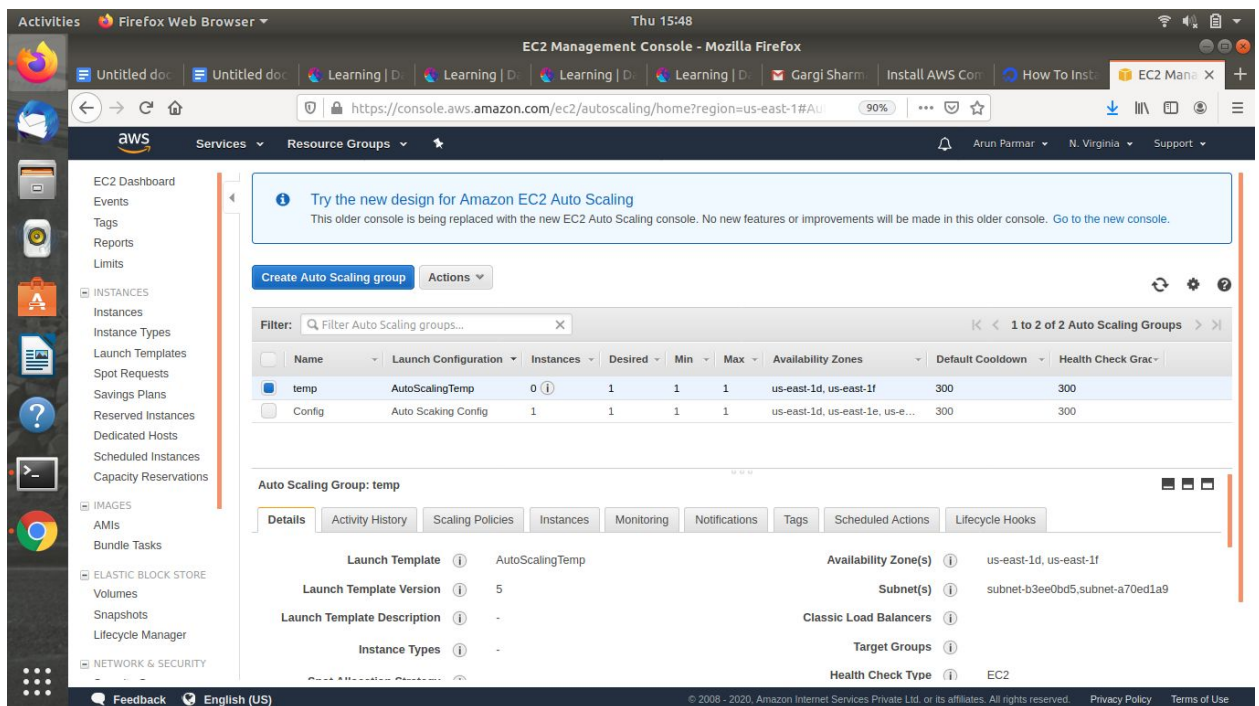 Activities Firefox Web Browser Thu 15:48
EC2 Management Console - Mozilla Firefox
Untitled doc Untitled doc Learning | Da Learning | Da Learning | Da Learning | Da Gargi Sharm Install AWS Com How To Insta EC2 Mana
https://console.aws.amazon.com/ec2/autoscaling/home?region=us-east-1#Au 90%
aws Services Resource Groups Arun Parmar N. Virginia Support
EC2 Dashboard
Events
Tags
Reports
Limits
INSTANCES
Instances
Instance Types
Launch Templates
Spot Requests
Savings Plans
Reserved Instances
Dedicated Hosts
Scheduled Instances
Capacity Reservations
IMAGES
AMIs
Bundle Tasks
ELASTIC BLOCK STORE
Volumes
Snapshots
Lifecycle Manager
NETWORK & SECURITY
Try the new design for Amazon EC2 Auto Scaling
This older console is being replaced with the new EC2 Auto Scaling console. No new features or improvements will be made in this older console. Go to the new console.
Create Auto Scaling group Actions
Filter: Filter Auto Scaling groups... 1 to 2 of 2 Auto Scaling Groups
Name Launch Configuration Instances Desired Min Max Availability Zones Default Cooldown Health Check Grac
temp AutoScalingTemp 0 1 1 1 us-east-1d, us-east-1f 300 300
Config Auto Scaking Config 1 1 1 1 us-east-1d, us-east-1e, us-e... 300 300
Auto Scaling Group: temp
Details Activity History Scaling Policies Instances Monitoring Notifications Tags Scheduled Actions Lifecycle Hooks
Launch Template AutoScalingTemp Availability Zone(s) us-east-1d, us-east-1f
Launch Template Version 5 Subnet(s) subnet-b3ee0bd5,subnet-a70ed1a9
Launch Template Description - Classic Load Balancers
Instance Types - Target Groups
Health Check Type EC2
Feedback English (US) © 2008 - 2020, Amazon Internet Services Private Ltd. or its affiliates. All rights reserved. Privacy Policy Terms of Use